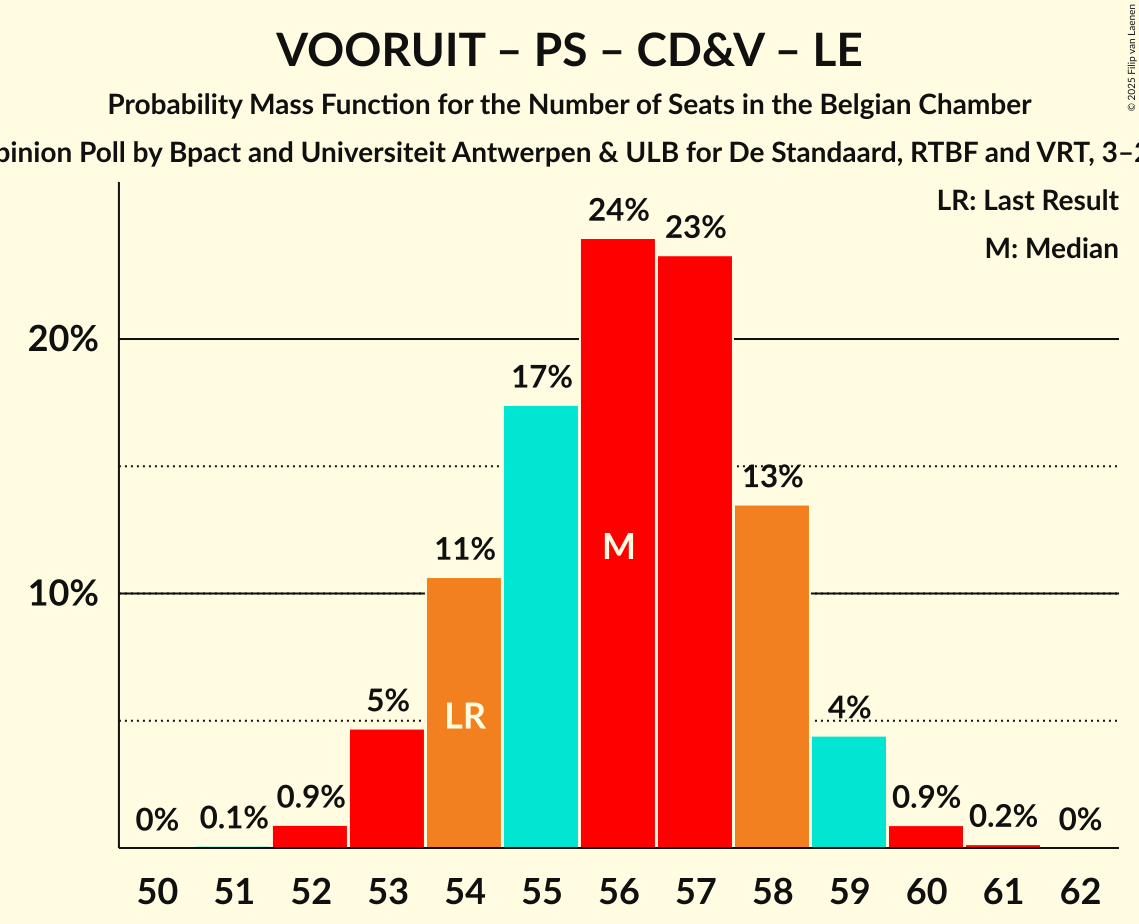 VOORUIT – PS – CD&V – LE
Probability Mass Function for the Number of Seats in the Belgian Chamber
Poll by Bpact and Universiteit Antwerpen & ULB for De Standaard, RTBF and VRT,
© 2025 Filip van Laenen
LR: Last Result
M: Median
20%
10%
0%
0.1%
0.9%
5%
11%
17%
24%
23%
13%
4%
0.9%
0.2%
0%
LR
M
50 51 52 53 54 55 56 57 58 59 60 61 62